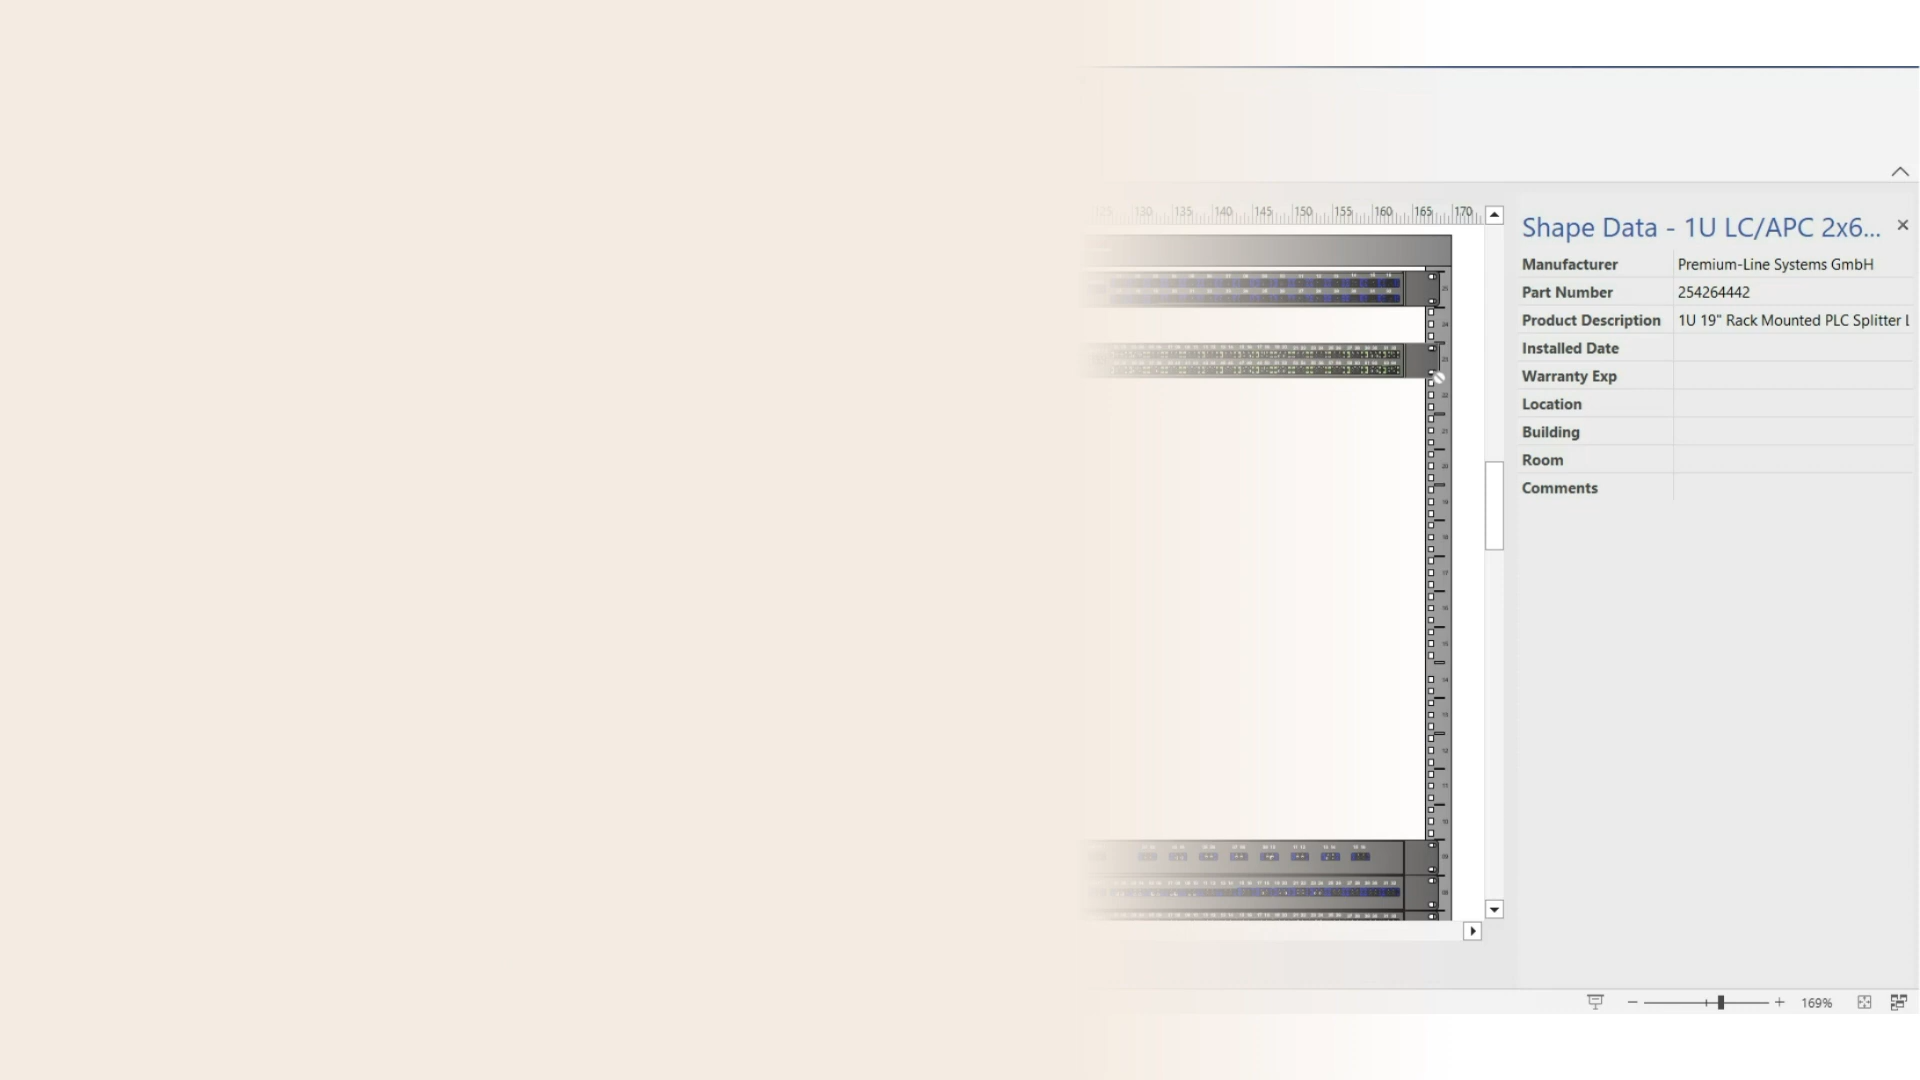 125 130 135 140 145 150 155 160 165 170
Shape Data - 1U LC/APC 2x6...
Manufacturer Premium-Line Systems GmbH
Part Number 254264442
Product Description 1U 19" Rack Mounted PLC Splitter L
Installed Date
Warranty Exp
Location
Building
Room
Comments
169%